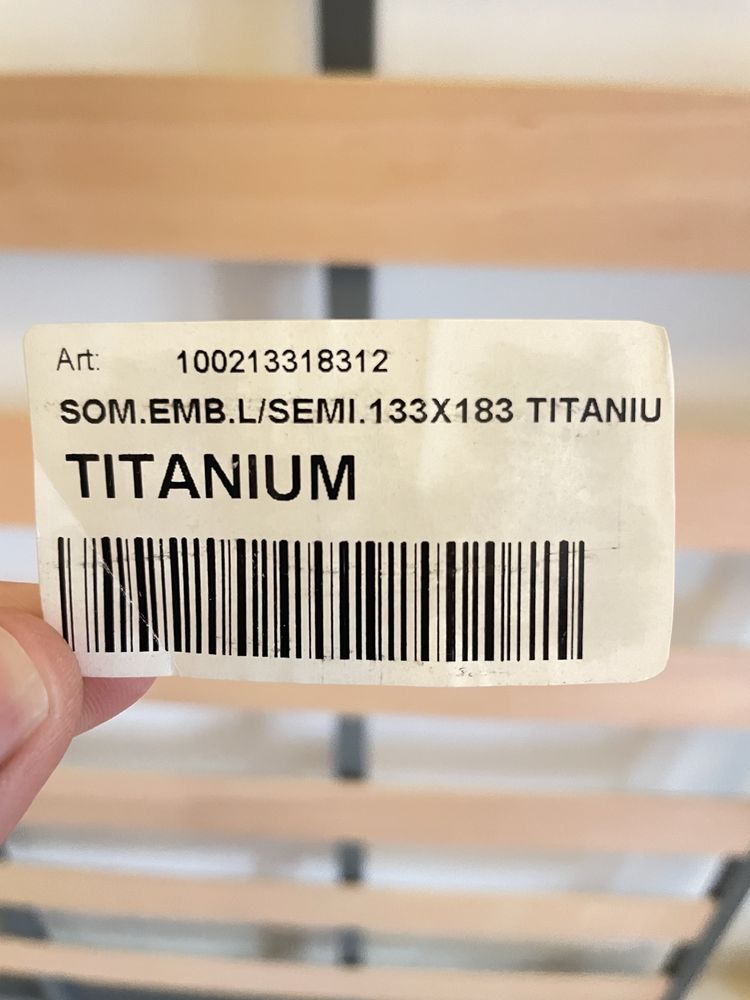 Art: 100213318312
SOM.EMB.L/SEMI.133X183 TITANIU
TITANIUM